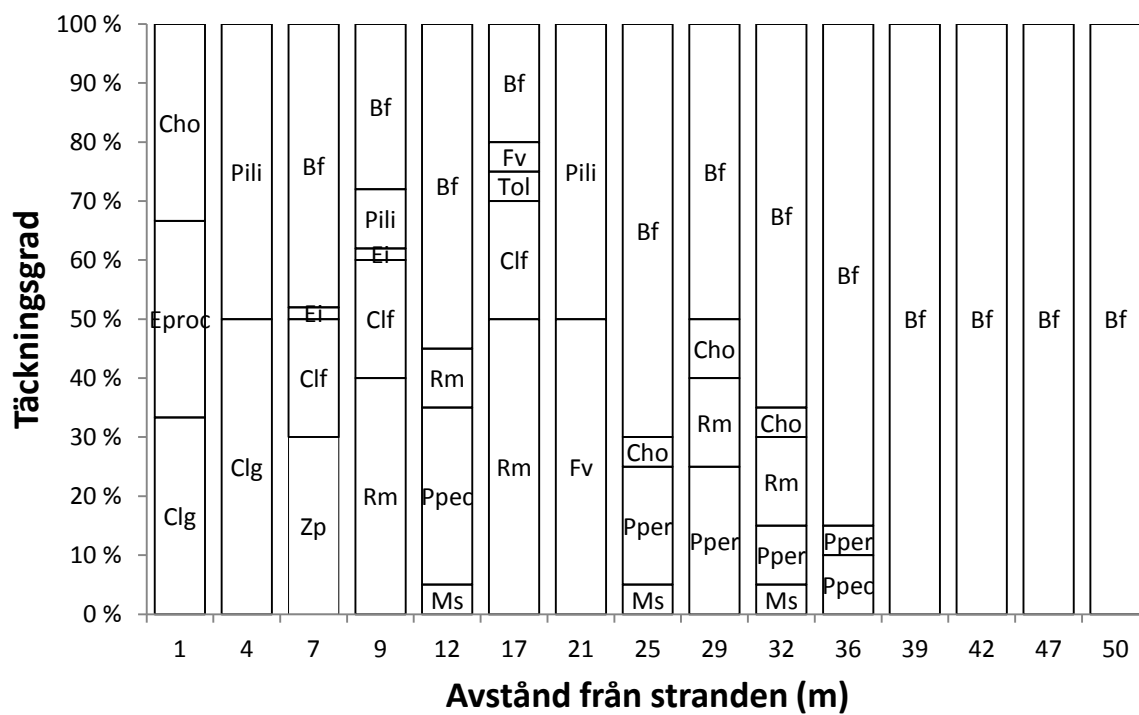 Täckningsgrad
100 %
90 %
80 %
70 %
60 %
50 %
40 %
30 %
20 %
10 %
0 %
Cho
Eproc
Clg
Pili
Clg
Bf
Ei
Clf
Zp
Bf
Pili
Ei
Clf
Rm
Bf
Rm
Ppec
Ms
Bf
Fv
Tol
Clf
Rm
Pili
Fv
Bf
Cho
Pper
Ms
Bf
Cho
Rm
Pper
Bf
Cho
Rm
Pper
Ms
Bf
Pper
Ppec
Bf
Bf
Bf
Bf
1 4 7 9 12 17 21 25 29 32 36 39 42 47 50
Avstånd från stranden (m)